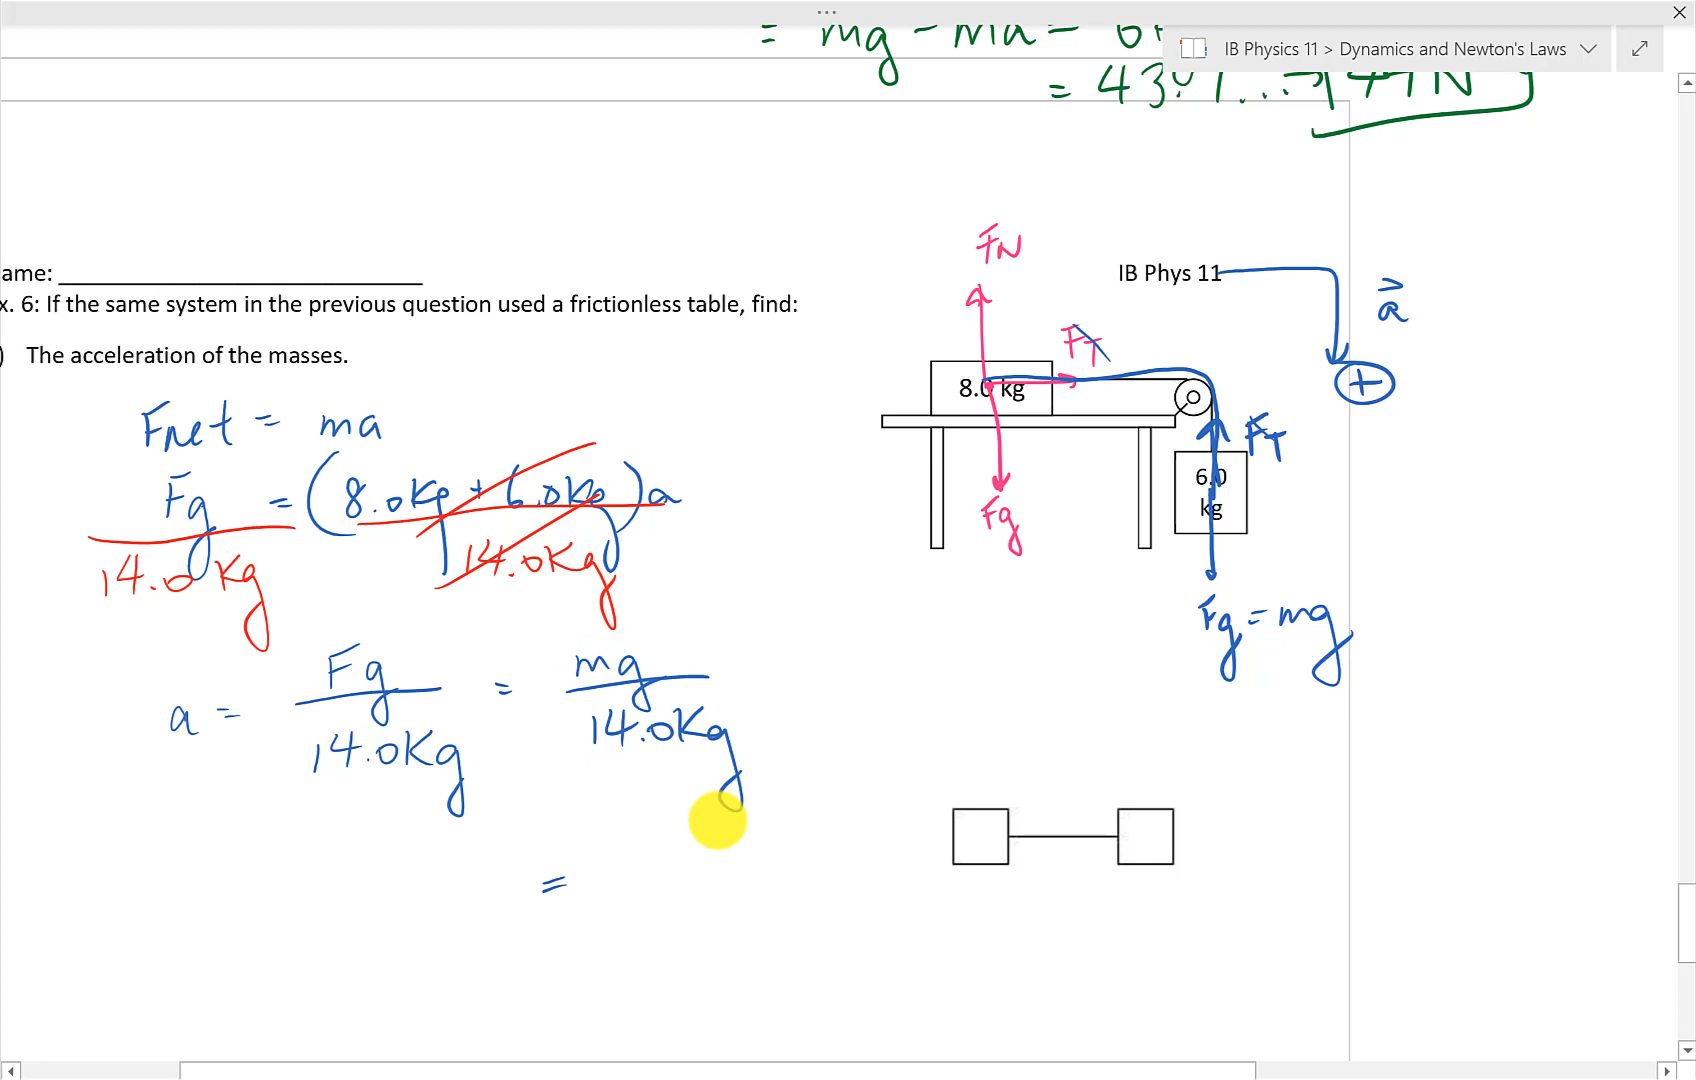 = mg - ma = 6
IB Physics 11 > Dynamics and Newton's Laws
= 43.
FN
ame:
IB Phys 11
a
x. 6: If the same system in the previous question used a frictionless table, find:
) The acceleration of the masses.
FT
+
8.0 kg
Fnet = ma
FT
Fg = (8.0kg + 6.0kg)a
6.0
kg
Fg
14.0 kg 14.0kg
Fg = mg
a = Fg = mg
14.0kg 14.0kg
=